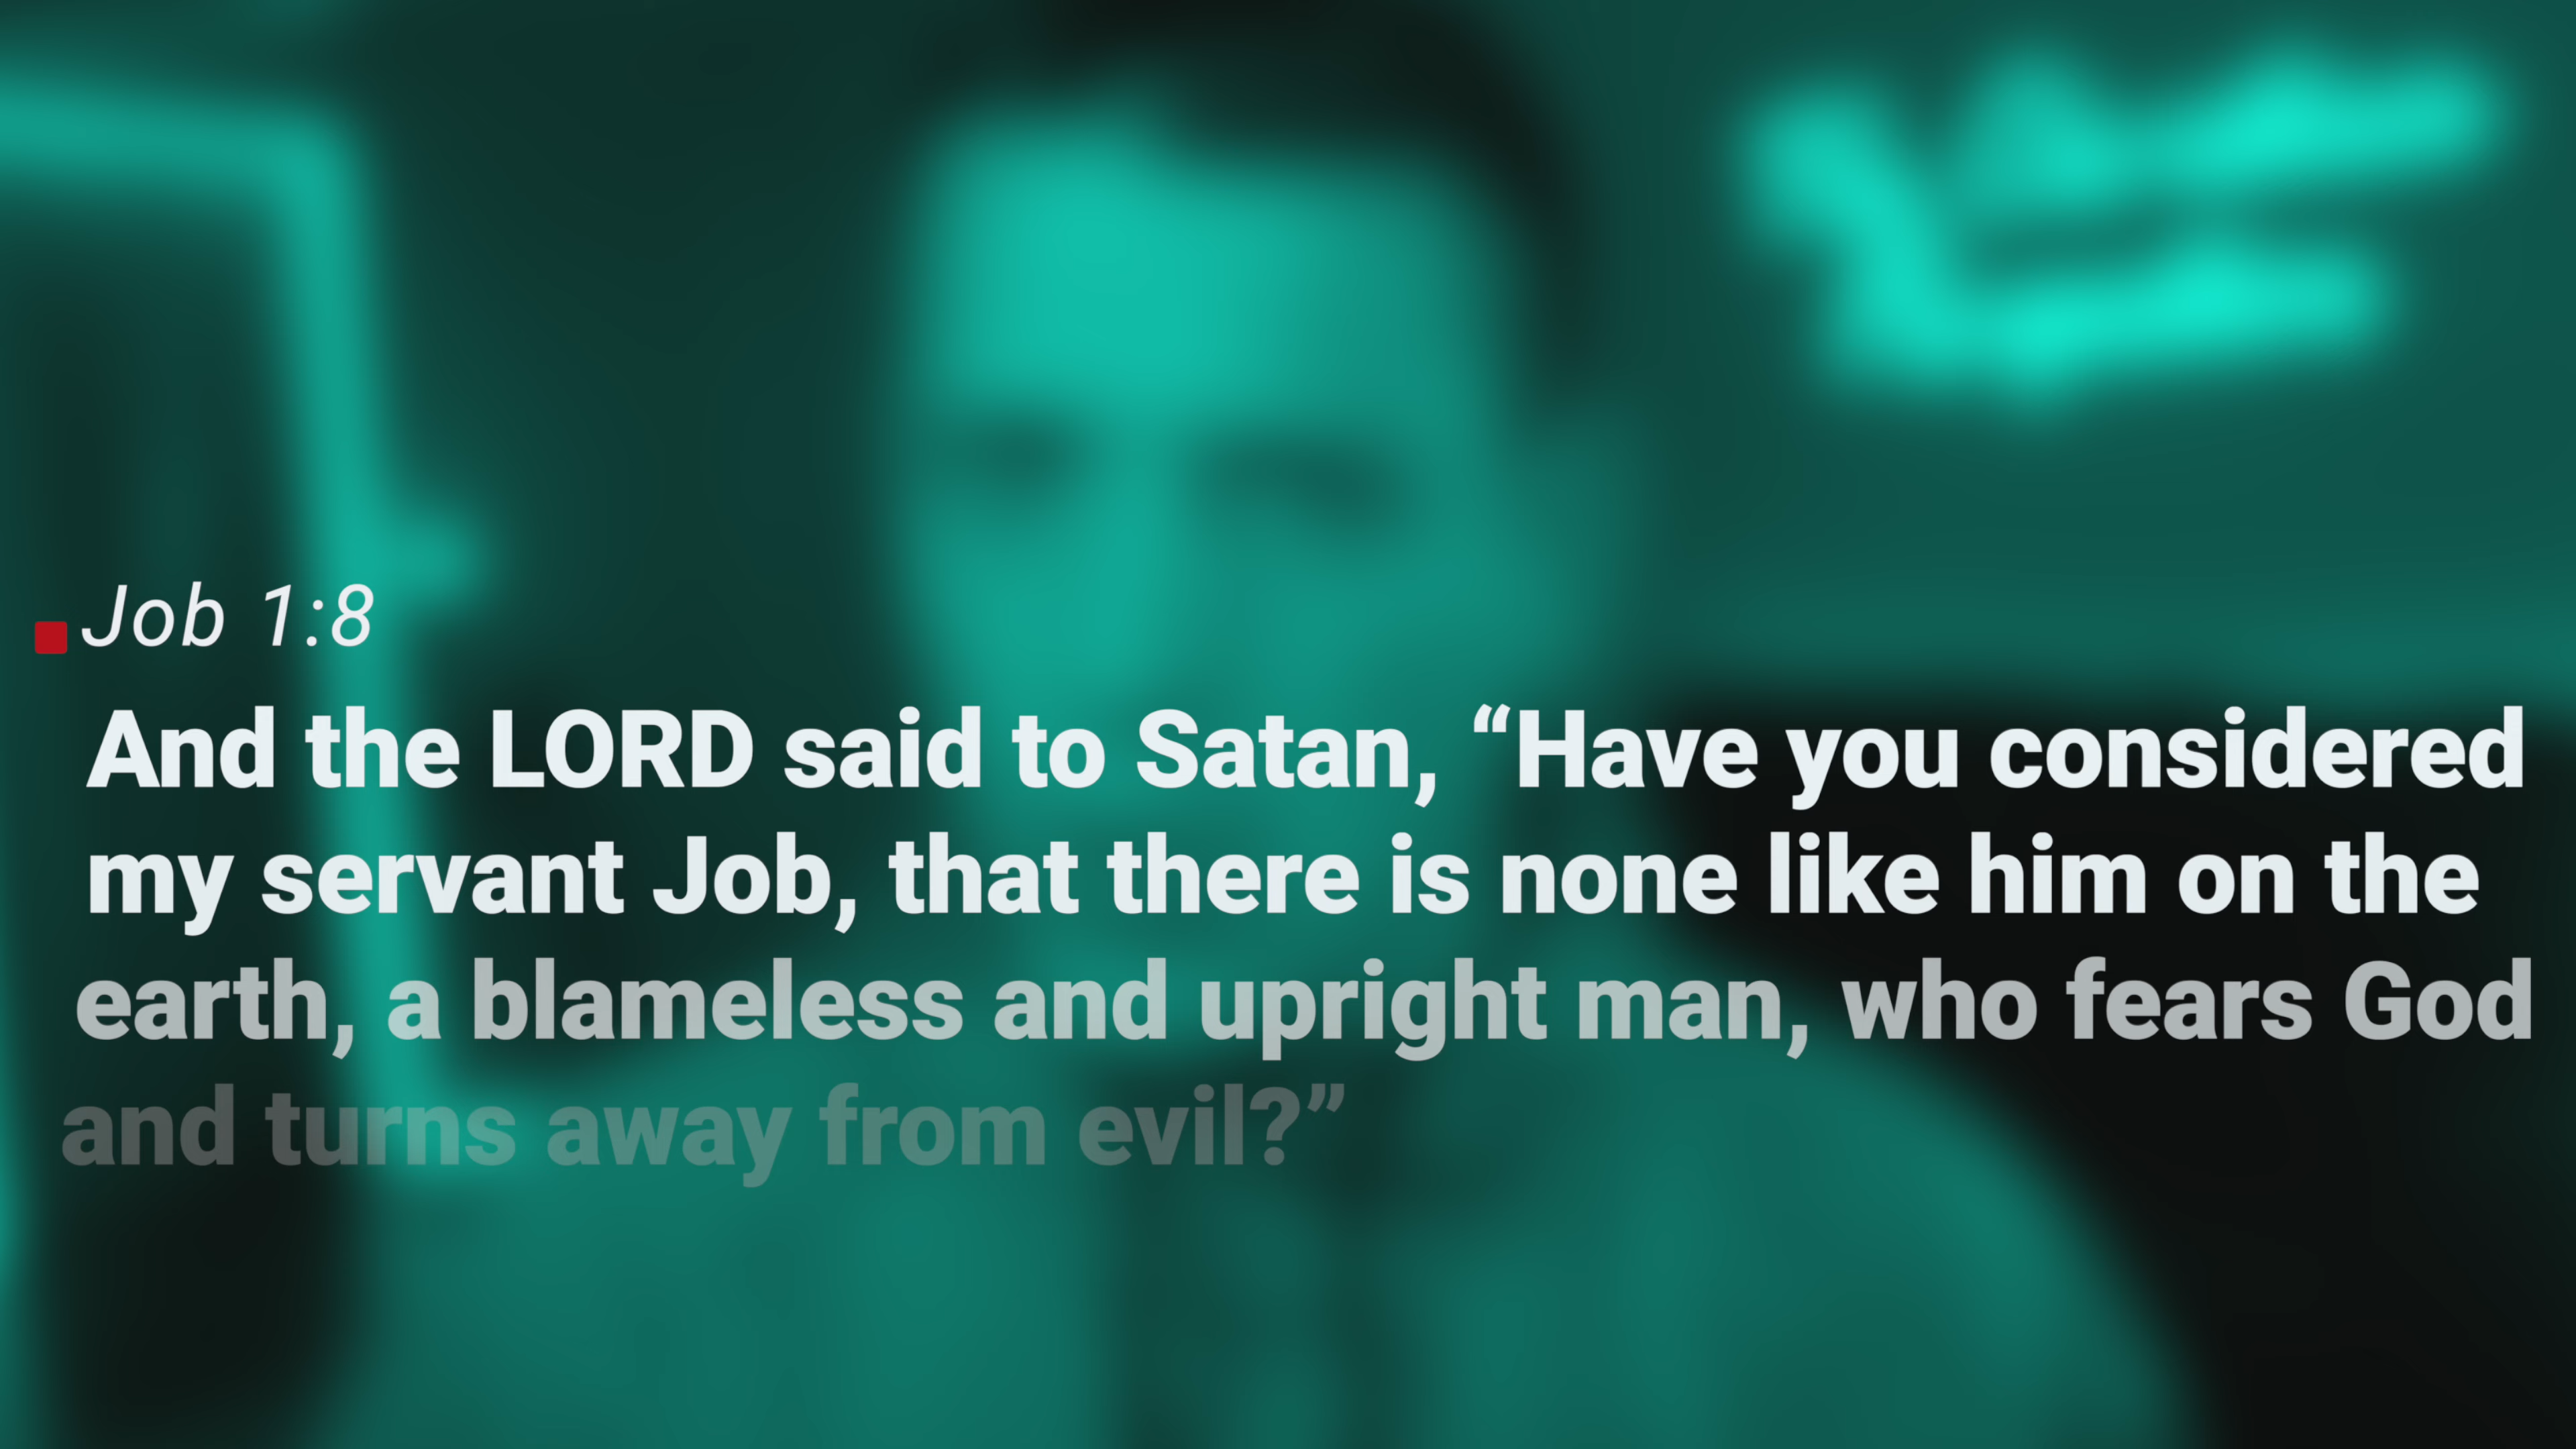 Job 1:8
And the LORD said to Satan, “Have you considered
my servant Job, that there is none like him on the
earth, a blameless and upright man, who fears God
and turns away from evil?”